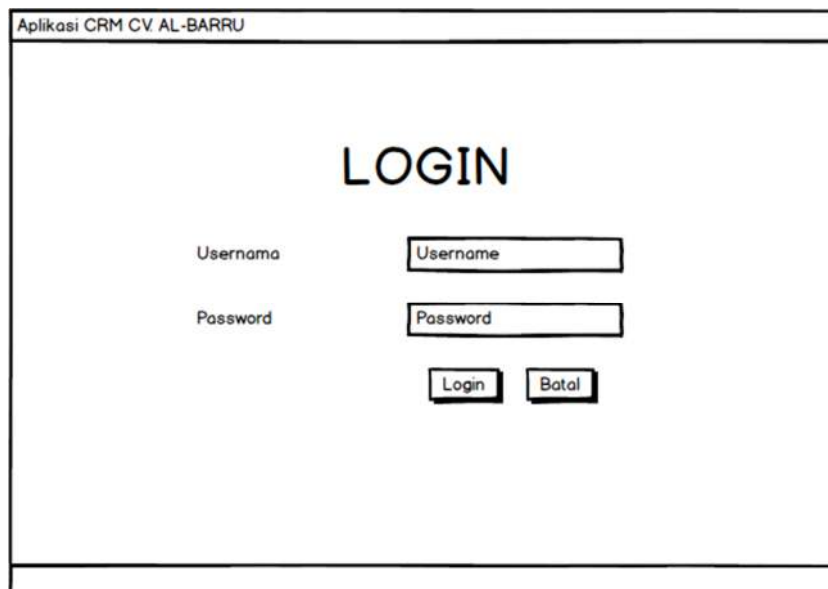 Aplikasi CRM CV. AL-BARRU
LOGIN
Usernama Username
Password Password
Login Batal